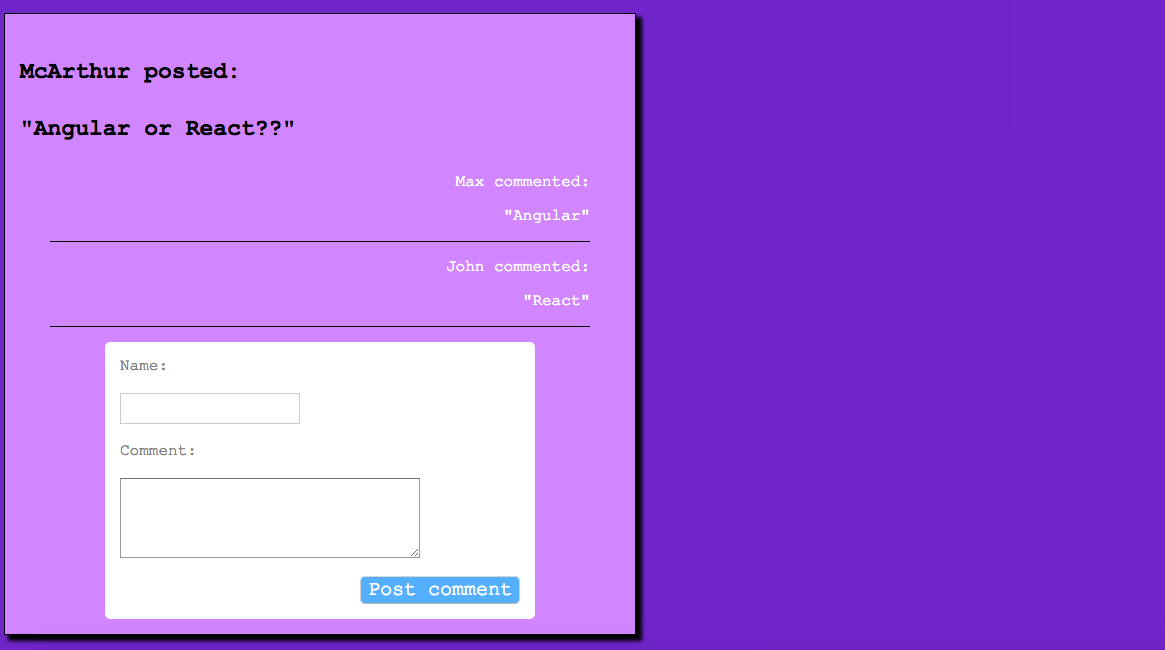 McArthur posted:
"Angular or React??"
Max commented:
"Angular"
John commented:
"React"
Name:
Comment:
Post comment